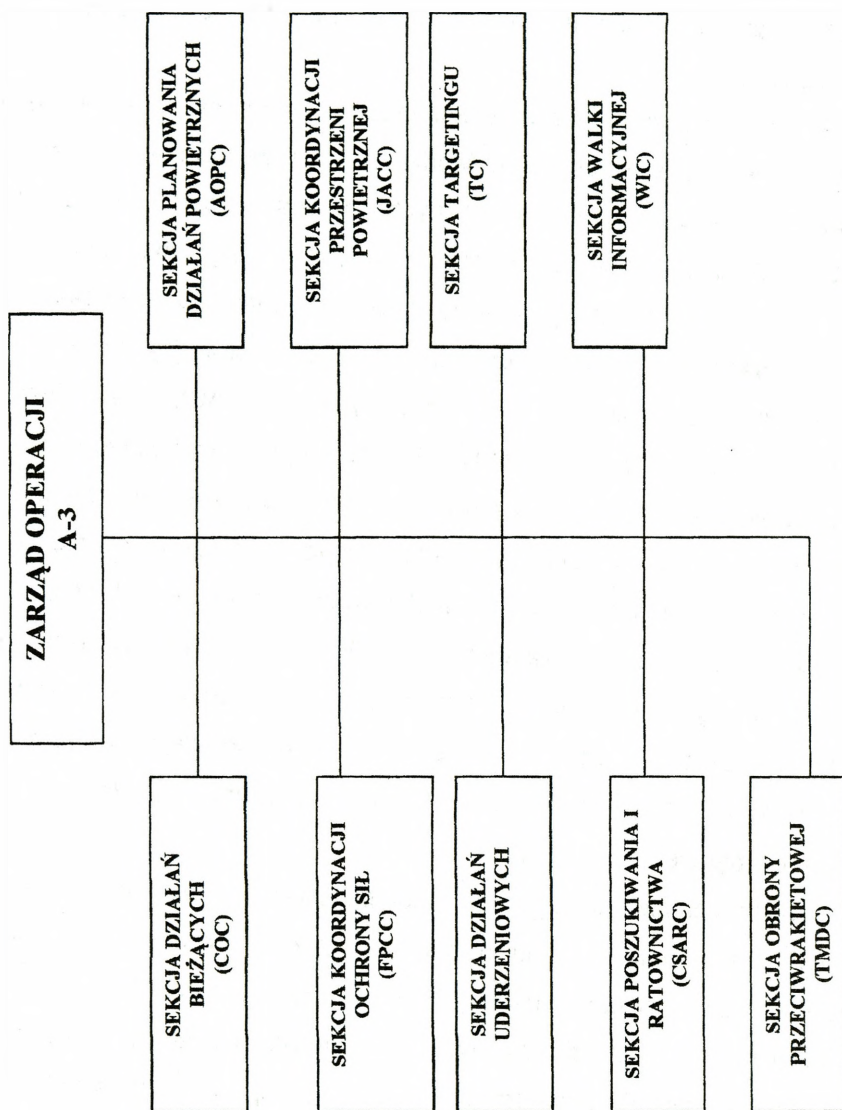 ZARZĄD OPERACJI
A-3
SEKCJA DZIAŁAŃ
BIEŻĄCYCH
(COC)
SEKCJA PLANOWANIA
DZIAŁAŃ POWIETRZNYCH
(AOPC)
SEKCJA KOORDYNACJI
OCHRONY SIŁ
(FPCC)
SEKCJA KOORDYNACJI
PRZESTRZENI
POWIETRZNEJ
(JACC)
SEKCJA DZIAŁAŃ
UDERZENIOWYCH
SEKCJA TARGETINGU
(TC)
SEKCJA POSZUKIWANIA I
RATOWNICTWA
(CSARC)
SEKCJA WALKI
INFORMACYJNEJ
(WIC)
SEKCJA OBRONY
PRZECIWRAKIETOWEJ
(TMDC)